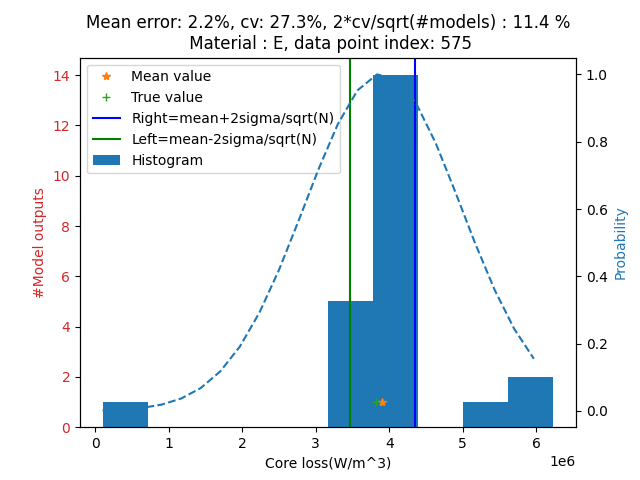 Mean error: 2.2%, cv: 27.3%, 2*cv/sqrt(#models) : 11.4 %
Material : E, data point index: 575
Mean value
True value
Right=mean+2sigma/sqrt(N)
Left=mean-2sigma/sqrt(N)
Histogram
14
12
10
8
6
4
2
0
#Model outputs
1.0
0.8
0.6
0.4
0.2
0.0
Probability
0 1 2 3 4 5 6
1e6
Core loss(W/m^3)